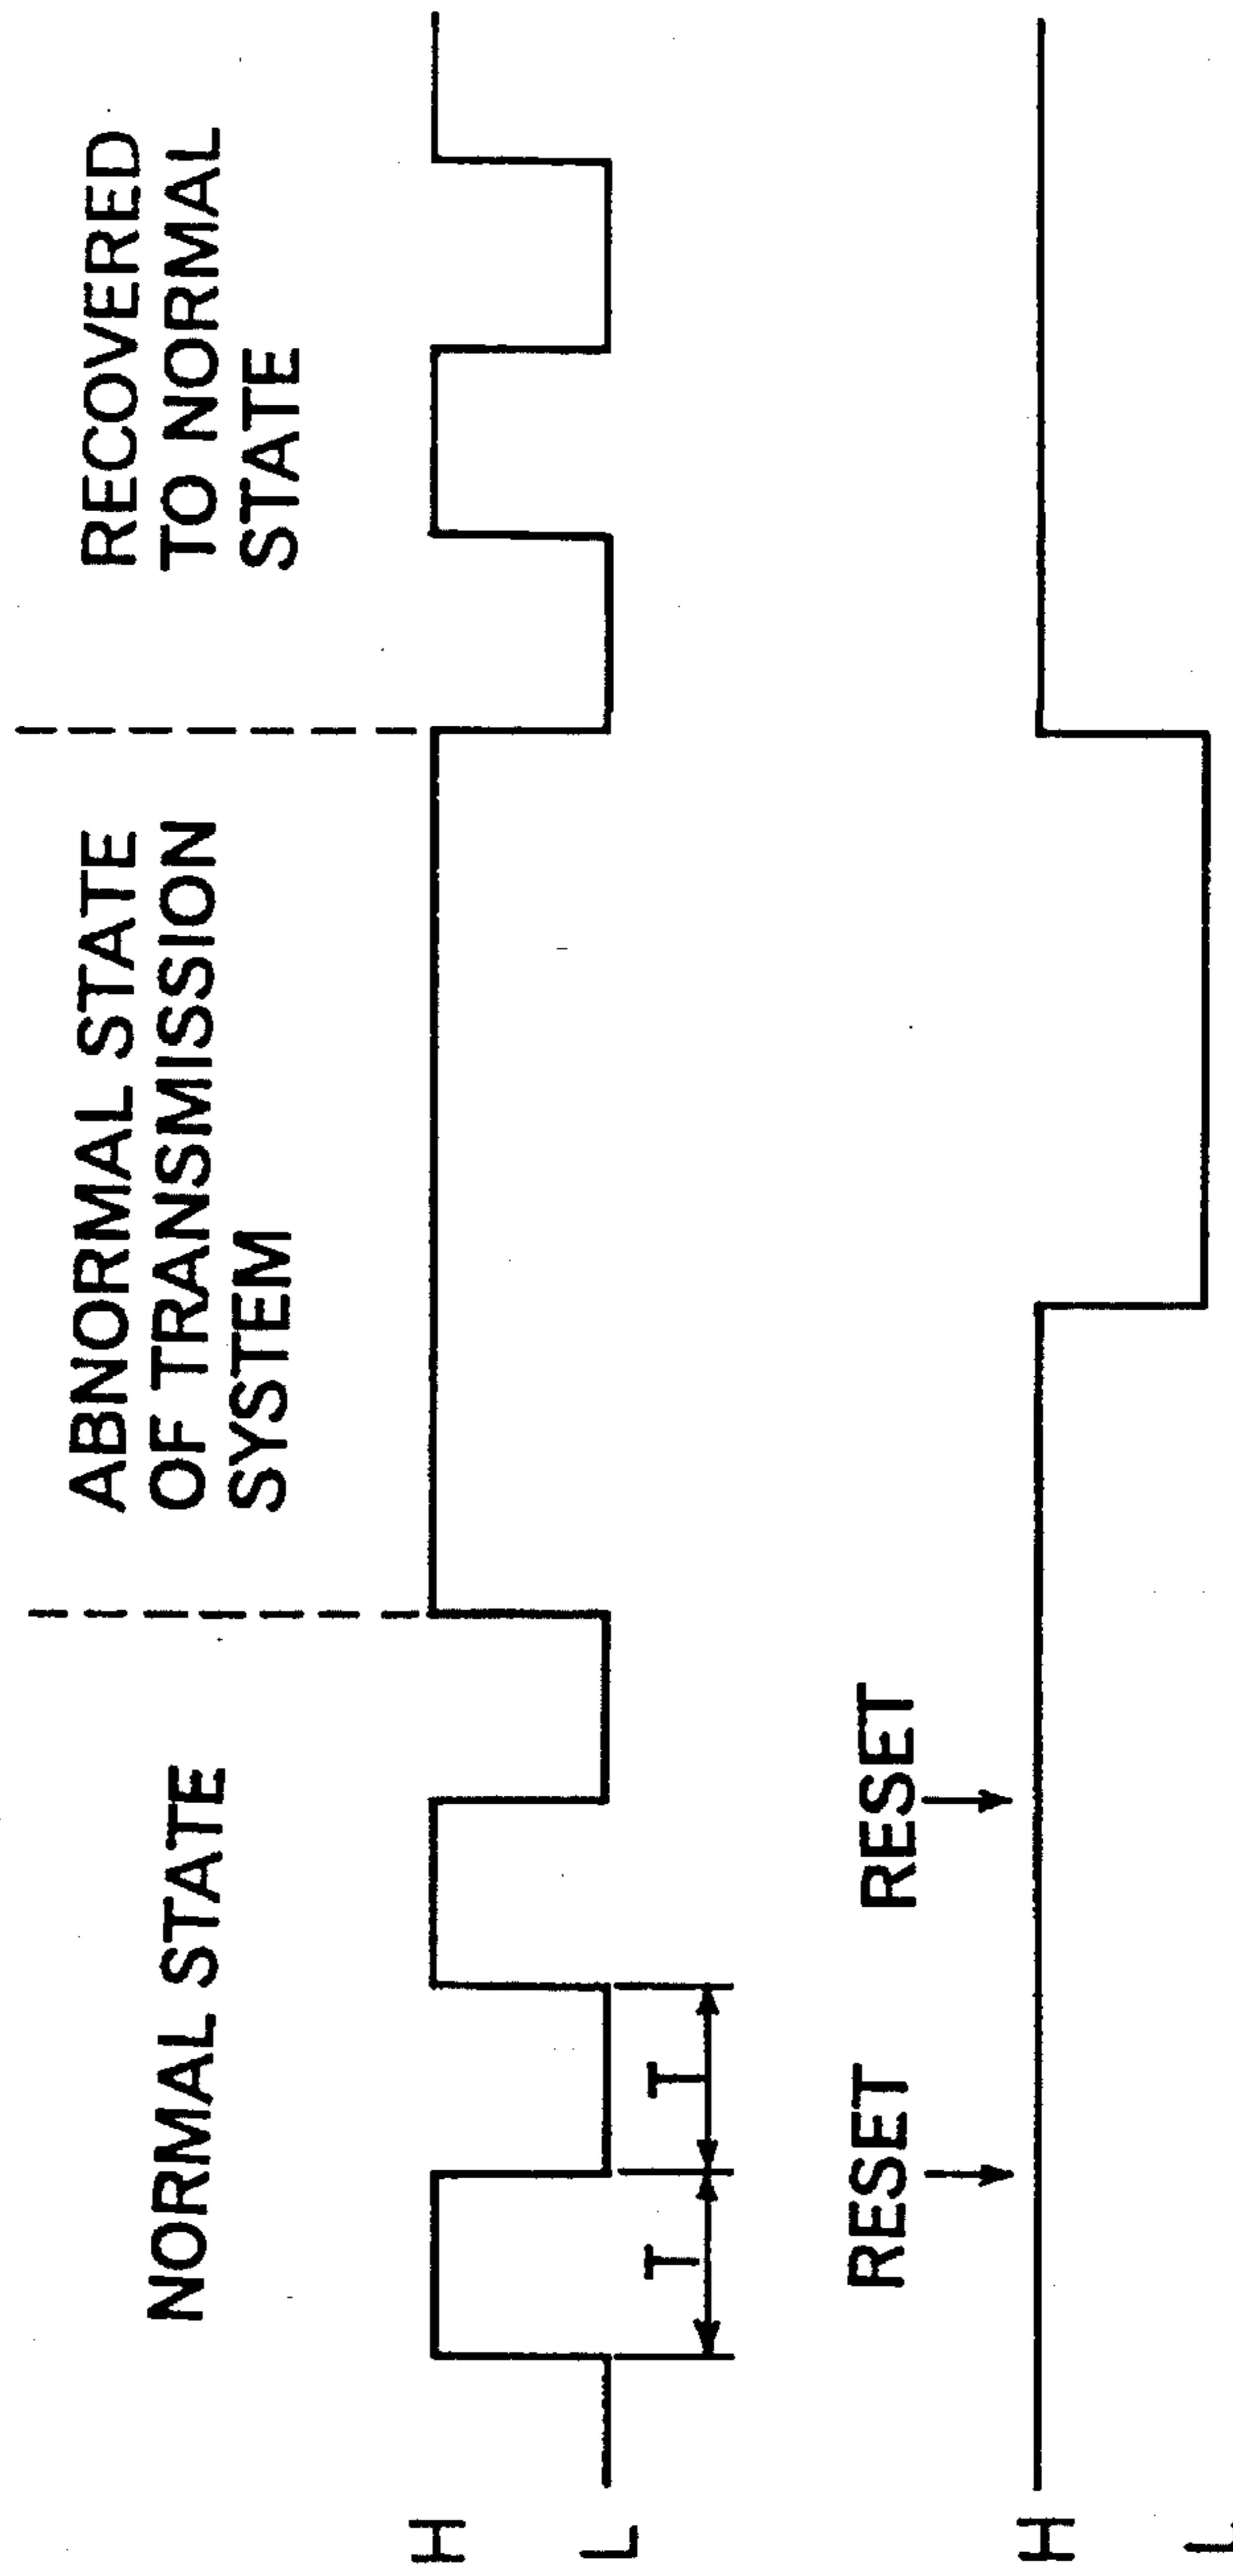 NORMAL STATE
ABNORMAL STATE
OF TRANSMISSION
SYSTEM
RECOVERED
TO NORMAL
STATE
H
L
T
T
RESET
RESET
H
L